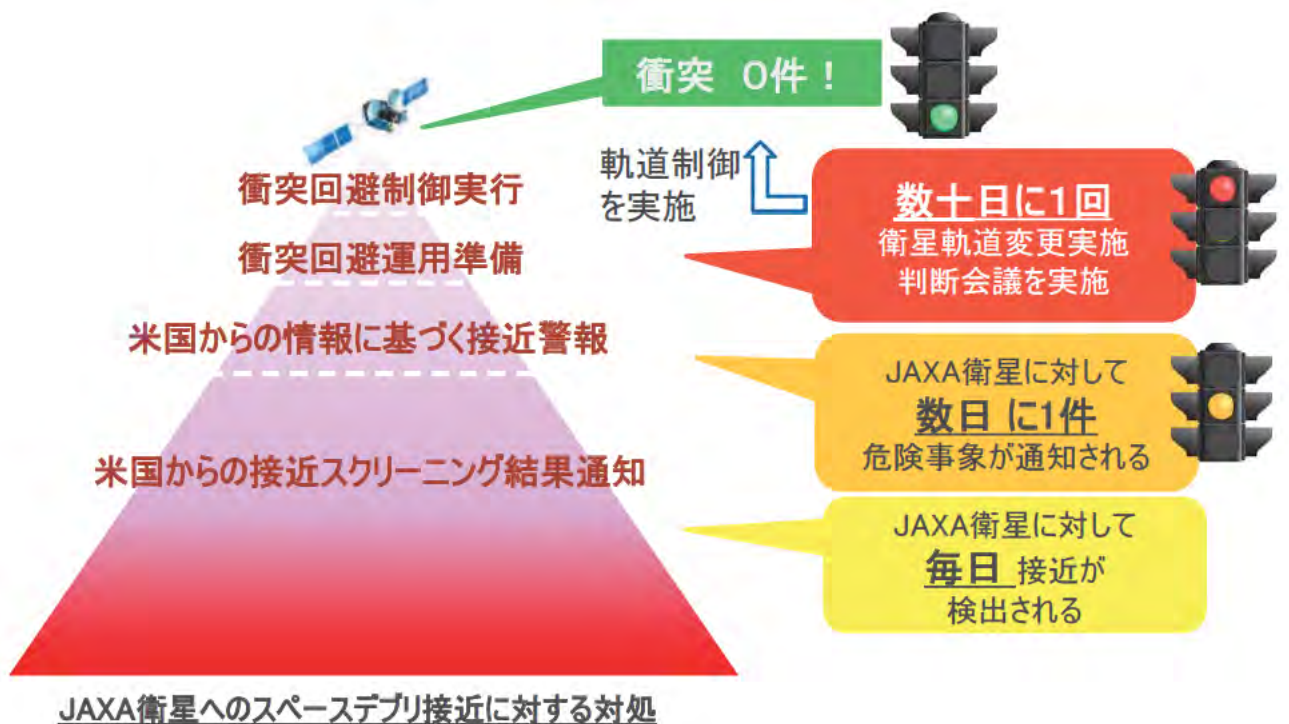 衝突 0件！
軌道制御
を実施
数十日に1回
衛星軌道変更実施
判断会議を実施
衝突回避制御実行
衝突回避運用準備
米国からの情報に基づく接近警報
JAXA衛星に対して
数日 に1件
危険事象が通知される
米国からの接近スクリーニング結果通知
JAXA衛星に対して
毎日 接近が
検出される
JAXA衛星へのスペースデブリ接近に対する対処